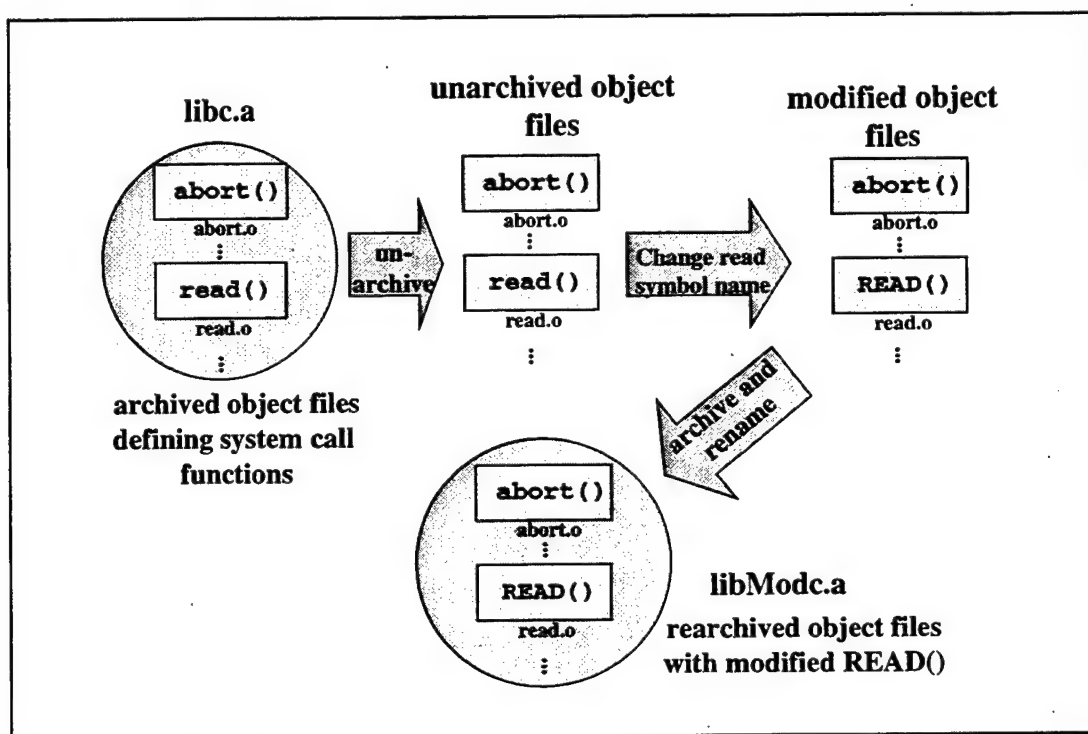 libc.a
abort()
abort.o
read()
read.o
archived object files
defining system call
functions
un-
archive
unarchived object
files
abort()
abort.o
read()
read.o
Change read
symbol name
modified object
files
abort()
abort.o
READ()
read.o
archive and
rename
abort()
abort.o
READ()
read.o
libModc.a
rearchived object files
with modified READ()